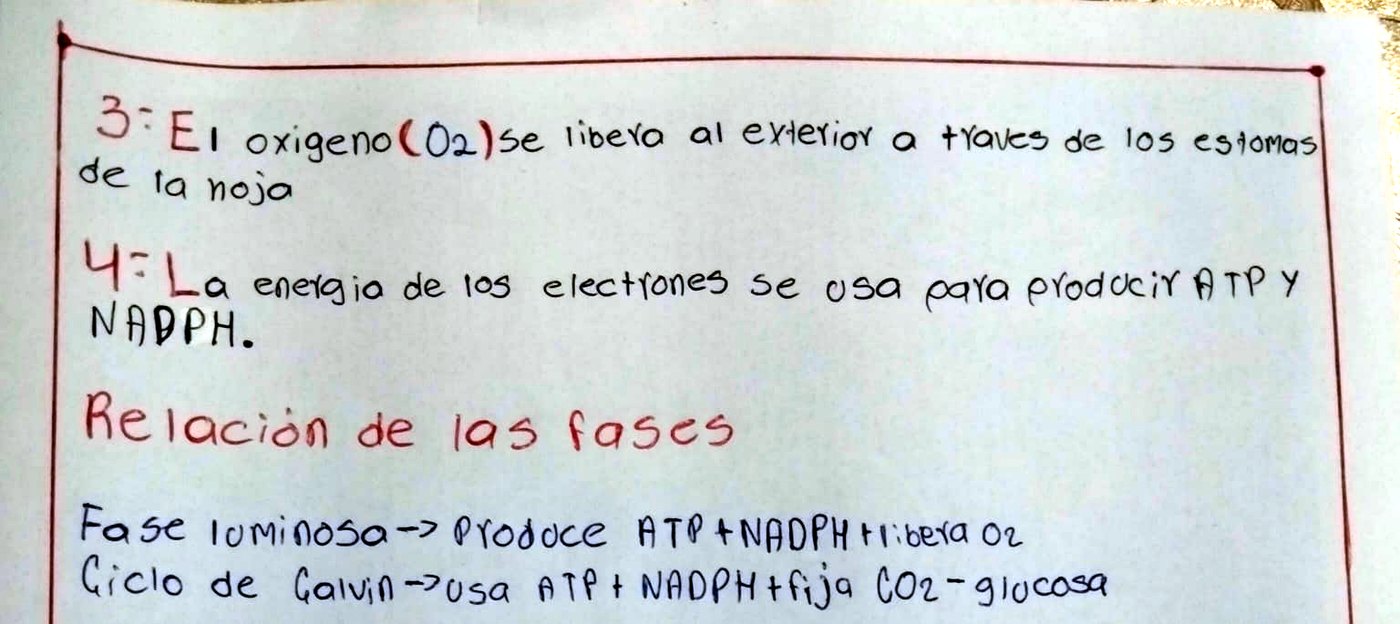 3=El oxigeno(O2)se libera al exterior a traves de los estomas
de la hoja
4=La energia de los electrones se usa para producir ATP y
NADPH.
Relación de las fases
Fase luminosa->Produce ATP+NADPH+libera O2
Ciclo de Calvin->usa ATP+NADPH+fija CO2-glucosa